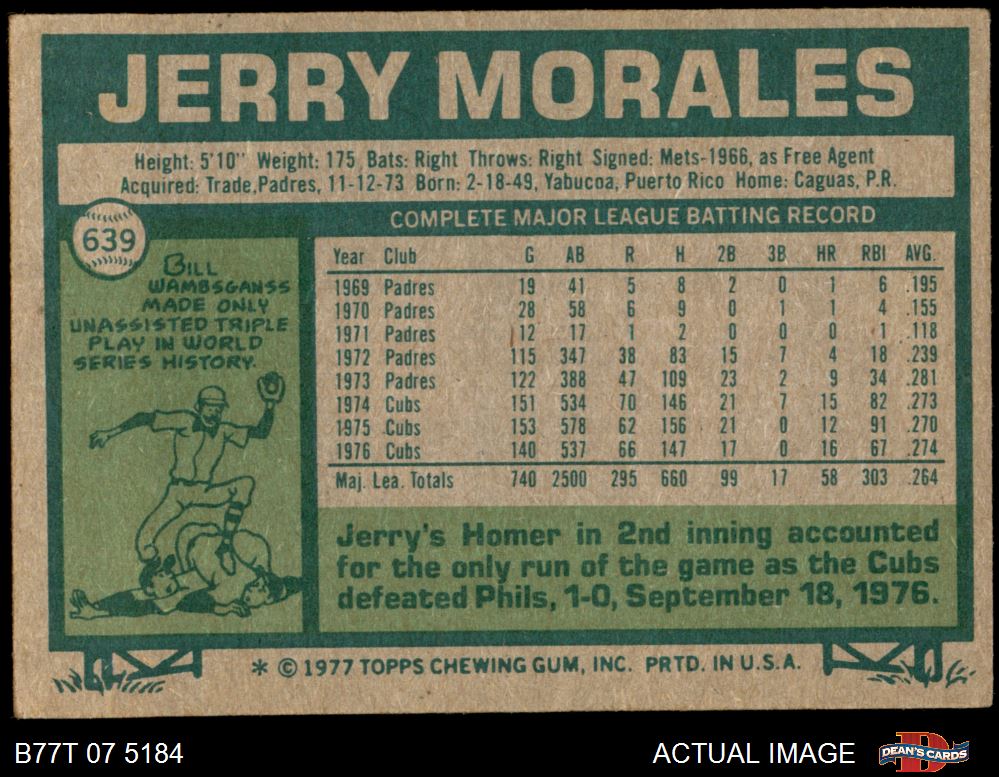 JERRY MORALES
Height: 5'10" Weight: 175 Bats: Right Throws: Right Signed: Mets-1966, as Free Agent
Acquired: Trade, Padres, 11-12-73 Born: 2-18-49, Yabucoa, Puerto Rico Home: Caguas, P.R.
639
BILL
WAMBSGANSS
MADE ONLY
UNASSISTED TRIPLE
PLAY IN WORLD
SERIES HISTORY.
COMPLETE MAJOR LEAGUE BATTING RECORD
Year Club G AB R H 2B 3B HR RBI AVG.
1969 Padres 19 41 5 8 2 0 1 6 .195
1970 Padres 28 58 6 9 0 1 1 4 .155
1971 Padres 12 17 1 2 0 0 0 1 .118
1972 Padres 115 347 38 83 15 7 4 18 .239
1973 Padres 122 388 47 109 23 2 9 34 .281
1974 Cubs 151 534 70 146 21 7 15 82 .273
1975 Cubs 153 578 62 156 21 0 12 91 .270
1976 Cubs 140 537 66 147 17 0 16 67 .274
Maj. Lea. Totals 740 2500 295 660 99 17 58 303 .264
Jerry's Homer in 2nd inning accounted
for the only run of the game as the Cubs
defeated Phils, 1-0, September 18, 1976.
* © 1977 TOPPS CHEWING GUM, INC. PRTD. IN U.S.A.
B77T 07 5184
ACTUAL IMAGE
D
DEAN'S CARDS